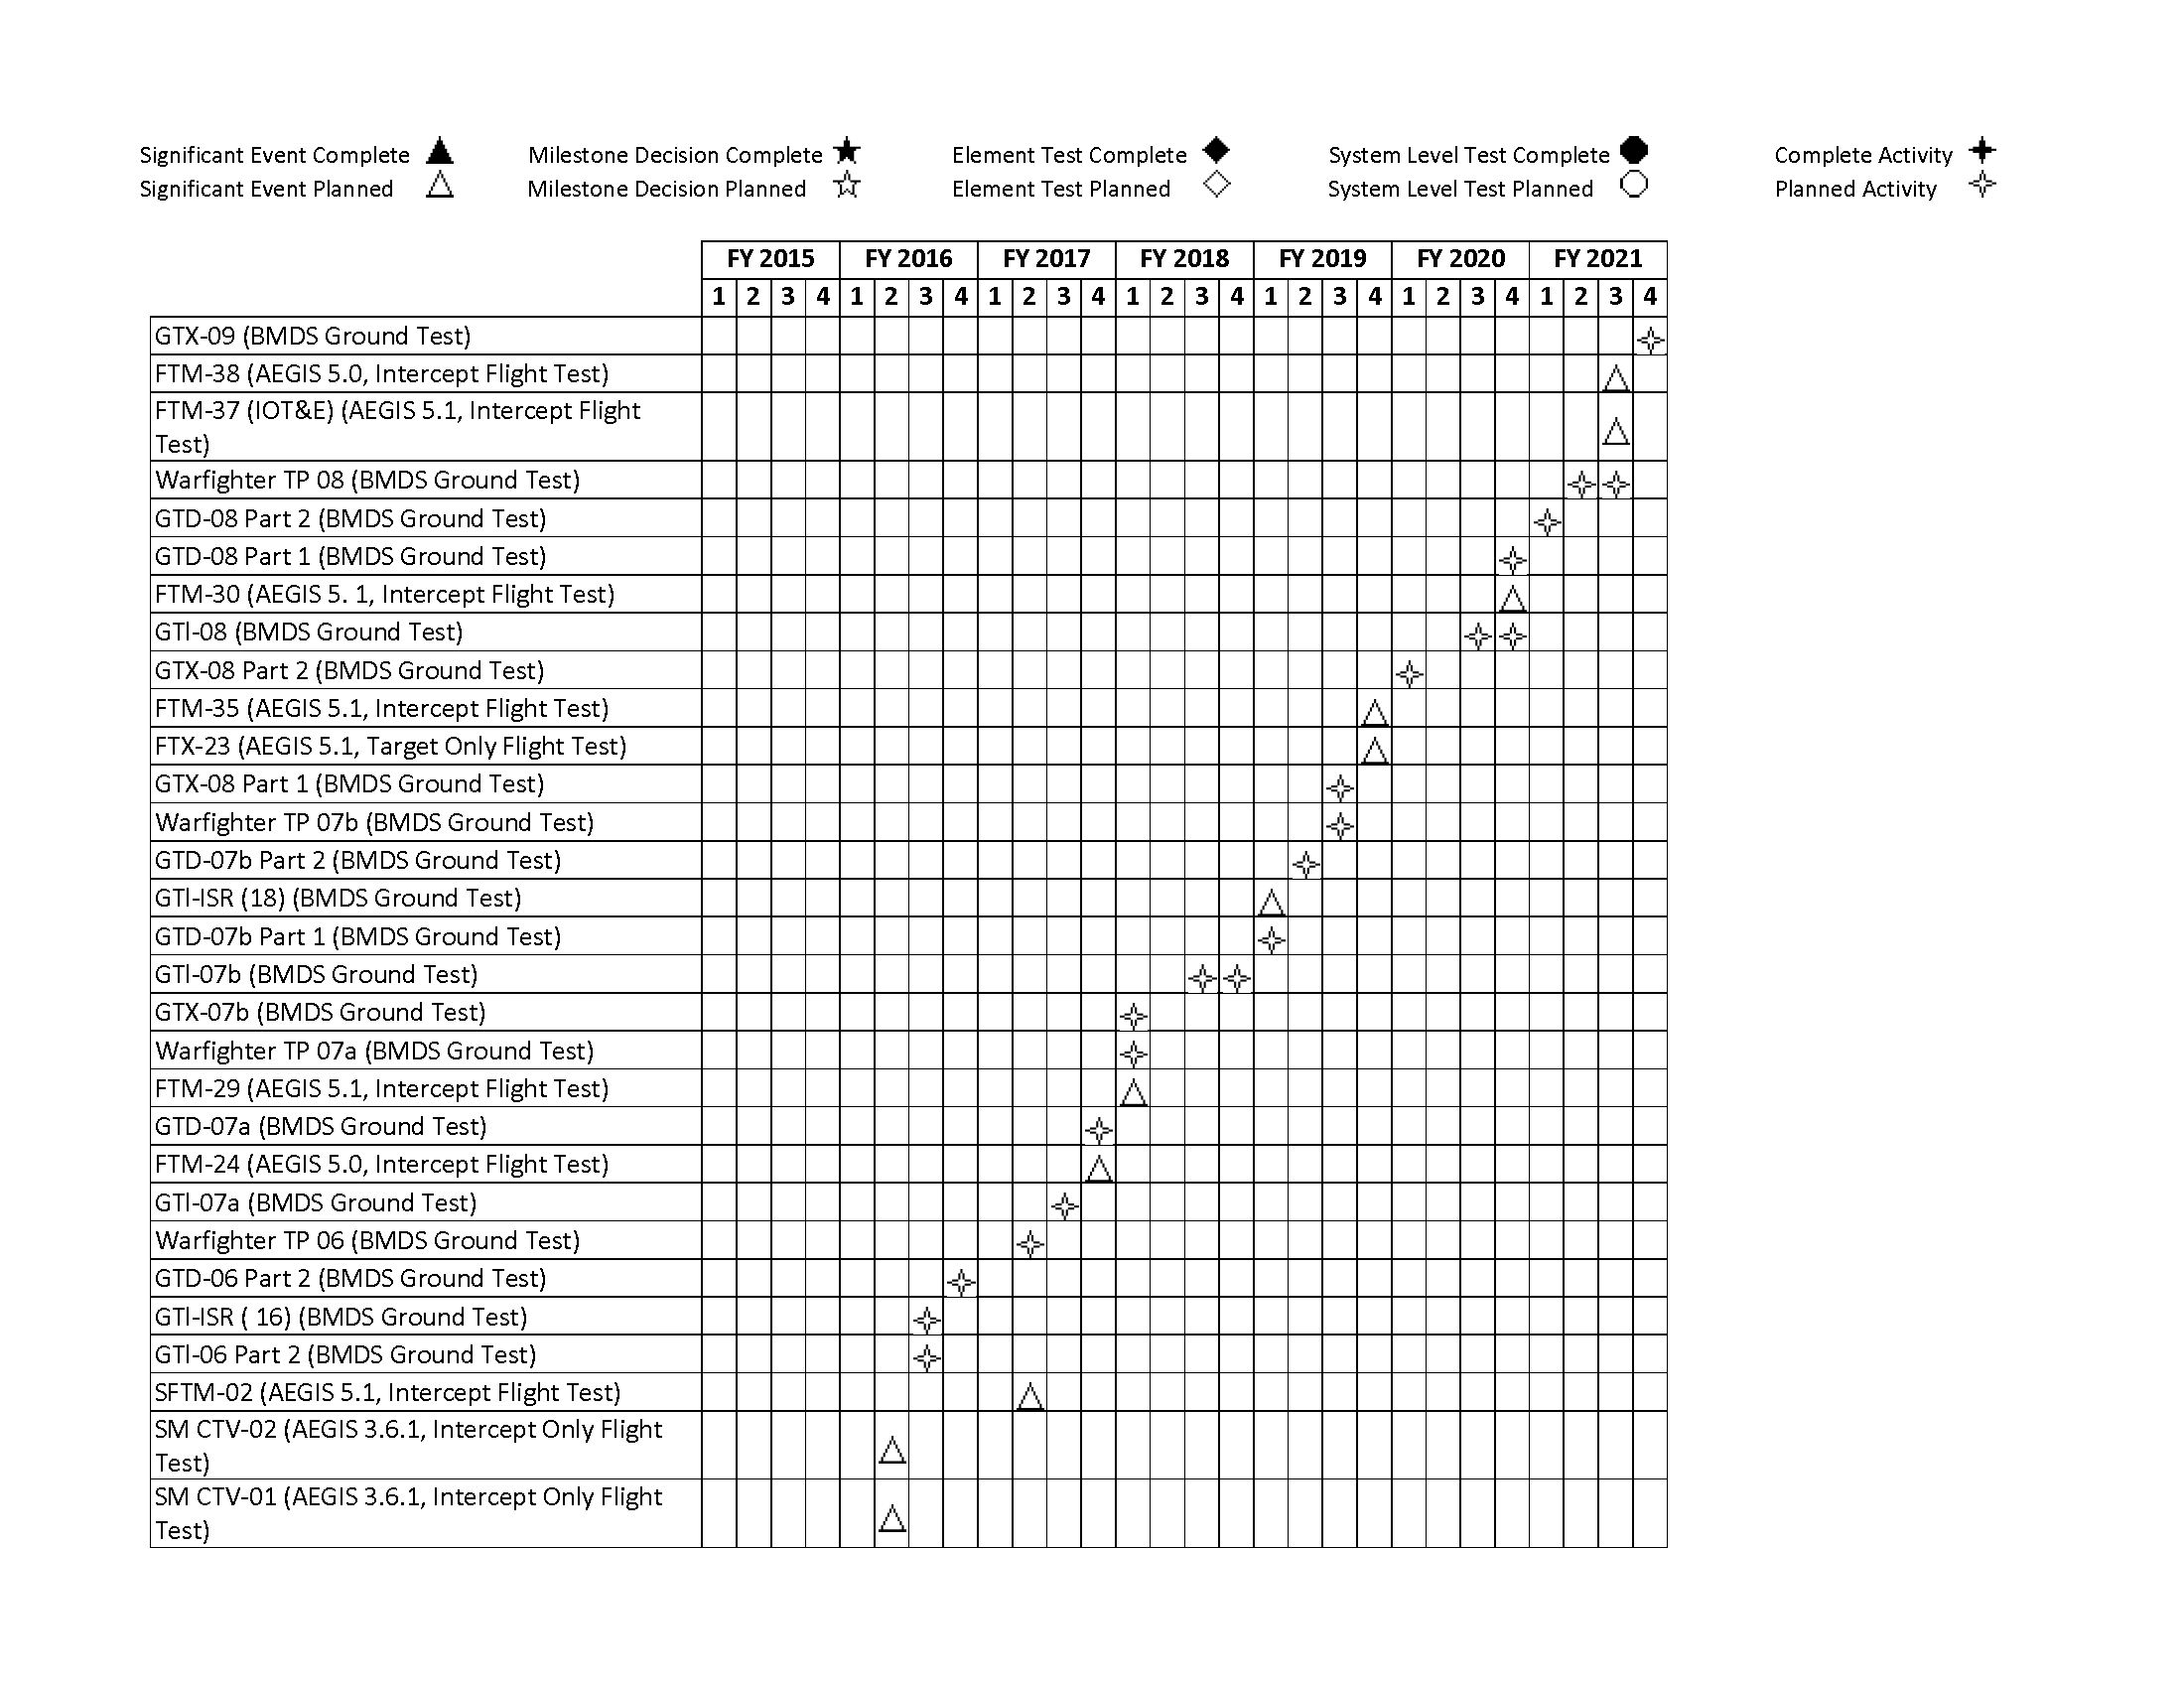 Significant Event Complete Milestone Decision Complete Element Test Complete System Level Test Complete Complete Activity
Significant Event Planned Milestone Decision Planned Element Test Planned System Level Test Planned Planned Activity
FY 2015 FY 2016 FY 2017 FY 2018 FY 2019 FY 2020 FY 2021
1 2 3 4 1 2 3 4 1 2 3 4 1 2 3 4 1 2 3 4 1 2 3 4 1 2 3 4
GTX-09 (BMDS Ground Test)
FTM-38 (AEGIS 5.0, Intercept Flight Test)
FTM-37 (IOT&E) (AEGIS 5.1, Intercept Flight
Test)
Warfighter TP 08 (BMDS Ground Test)
GTD-08 Part 2 (BMDS Ground Test)
GTD-08 Part 1 (BMDS Ground Test)
FTM-30 (AEGIS 5. 1, Intercept Flight Test)
GTl-08 (BMDS Ground Test)
GTX-08 Part 2 (BMDS Ground Test)
FTM-35 (AEGIS 5.1, Intercept Flight Test)
FTX-23 (AEGIS 5.1, Target Only Flight Test)
GTX-08 Part 1 (BMDS Ground Test)
Warfighter TP 07b (BMDS Ground Test)
GTD-07b Part 2 (BMDS Ground Test)
GTl-ISR (18) (BMDS Ground Test)
GTD-07b Part 1 (BMDS Ground Test)
GTl-07b (BMDS Ground Test)
GTX-07b (BMDS Ground Test)
Warfighter TP 07a (BMDS Ground Test)
FTM-29 (AEGIS 5.1, Intercept Flight Test)
GTD-07a (BMDS Ground Test)
FTM-24 (AEGIS 5.0, Intercept Flight Test)
GTl-07a (BMDS Ground Test)
Warfighter TP 06 (BMDS Ground Test)
GTD-06 Part 2 (BMDS Ground Test)
GTl-ISR ( 16) (BMDS Ground Test)
GTl-06 Part 2 (BMDS Ground Test)
SFTM-02 (AEGIS 5.1, Intercept Flight Test)
SM CTV-02 (AEGIS 3.6.1, Intercept Only Flight
Test)
SM CTV-01 (AEGIS 3.6.1, Intercept Only Flight
Test)